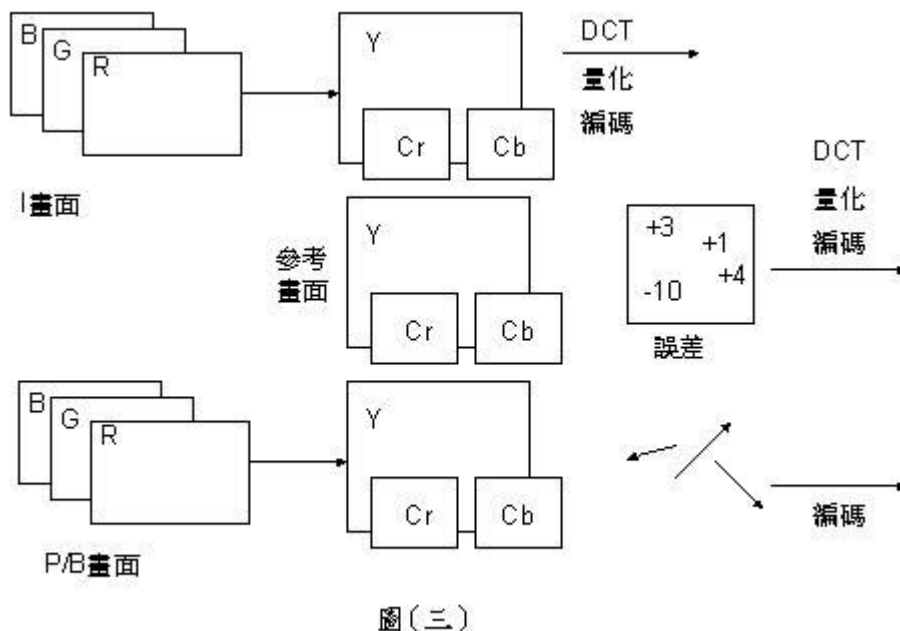 B
G
R
I畫面
Y
Cr
Cb
DCT
量化
編碼
參考
畫面
Y
Cr
Cb
+3
+1
-10
+4
誤差
DCT
量化
編碼
B
G
R
P/B畫面
Y
Cr
Cb
編碼
圖(三)